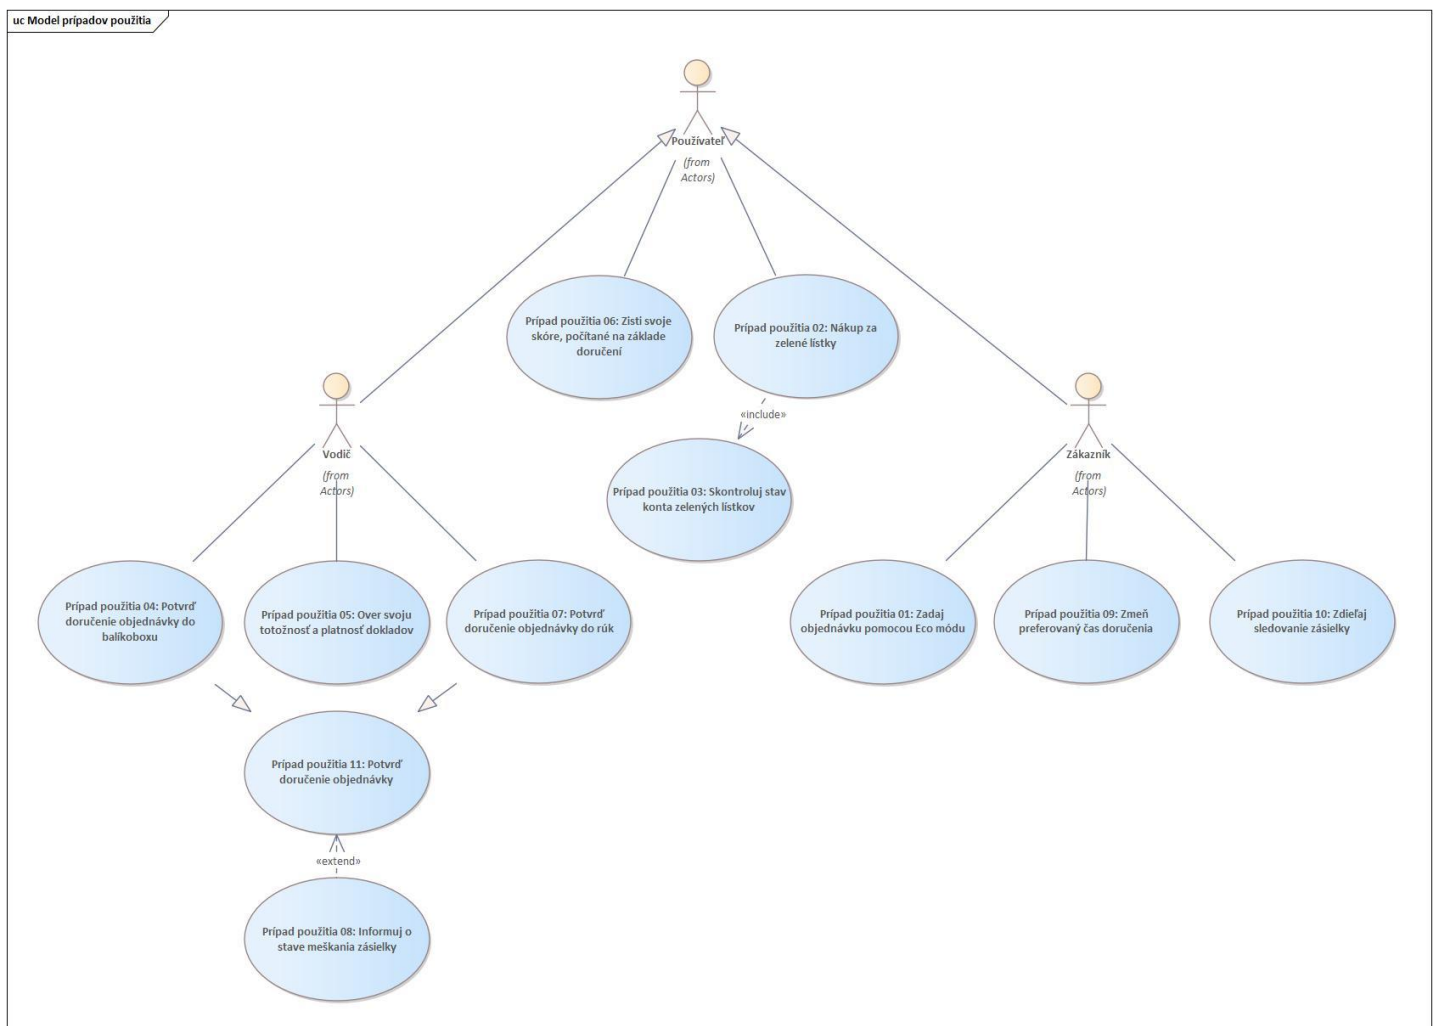 uc Model prípadov použitia
Používateľ
(from
Actors)
Prípad použitia 06: Zisti svoje
skóre, počítané na základe
doručení
Prípad použitia 02: Nákup za
zelené lístky
«include»
Prípad použitia 03: Skontroluj stav
konta zelených lístkov
Vodič
(from
Actors)
Zákazník
(from
Actors)
Prípad použitia 04: Potvrď
doručenie objednávky do
balíkoboxu
Prípad použitia 05: Over svoju
totožnosť a platnosť dokladov
Prípad použitia 07: Potvrď
doručenie objednávky do rúk
Prípad použitia 01: Zadaj
objednávku pomocou Eco módu
Prípad použitia 09: Zmeň
preferovaný čas doručenia
Prípad použitia 10: Zdieľaj
sledovanie zásielky
Prípad použitia 11: Potvrď
doručenie objednávky
«extend»
Prípad použitia 08: Informuj o
stave meškania zásielky